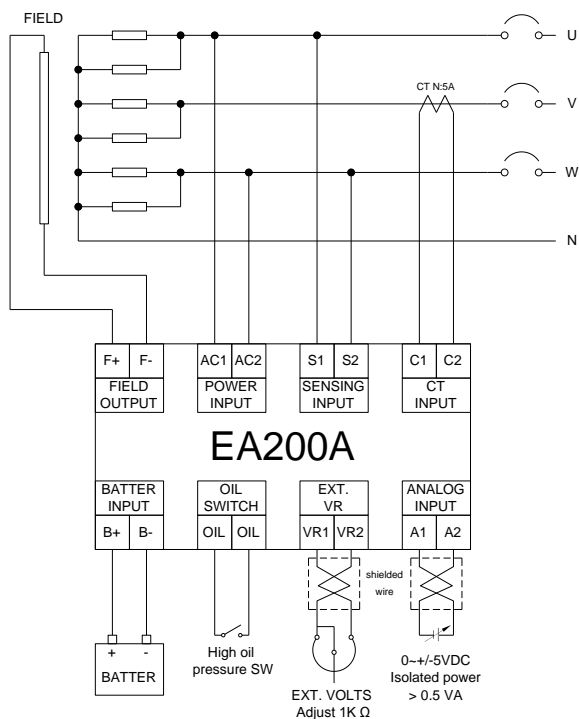 FIELD
U
CT N:5A
V
W
N
F+ F- AC1 AC2 S1 S2 C1 C2
FIELD OUTPUT
POWER INPUT
SENSING INPUT
CT INPUT
EA200A
BATTER INPUT
OIL SWITCH
EXT. VR
ANALOG INPUT
B+ B- OIL OIL VR1 VR2 A1 A2
shielded
wire
+ -
BATTER
High oil
pressure SW
EXT. VOLTS
Adjust 1K Ω
0~+/-5VDC
Isolated power
> 0.5 VA